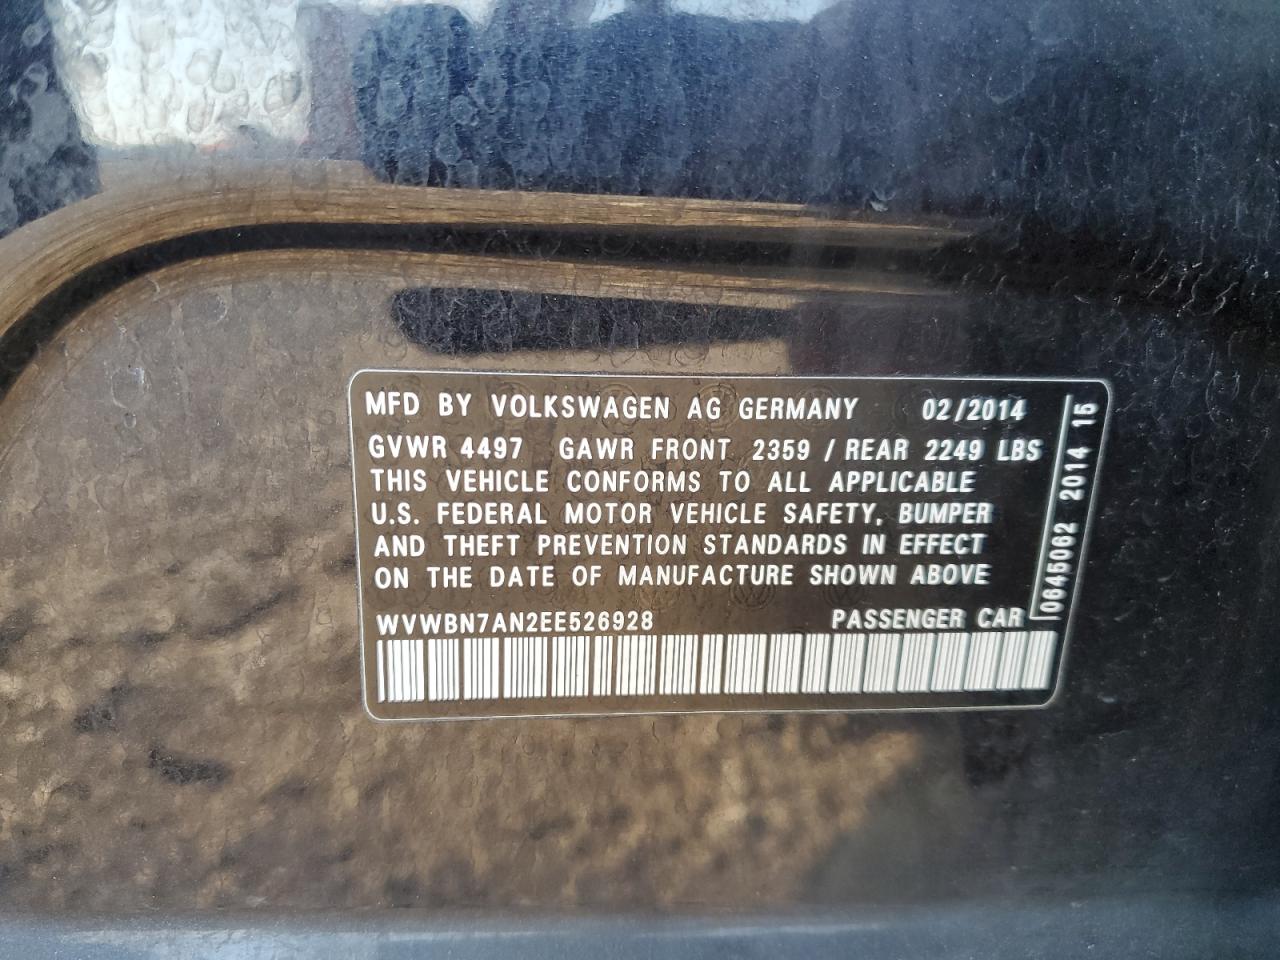 MFD BY VOLKSWAGEN AG GERMANY 02/2014
GVWR 4497 GAWR FRONT 2359 / REAR 2249 LBS
THIS VEHICLE CONFORMS TO ALL APPLICABLE
U.S. FEDERAL MOTOR VEHICLE SAFETY, BUMPER
AND THEFT PREVENTION STANDARDS IN EFFECT
ON THE DATE OF MANUFACTURE SHOWN ABOVE
WVWBN7AN2EE526928 PASSENGER CAR
0645062 2014 15